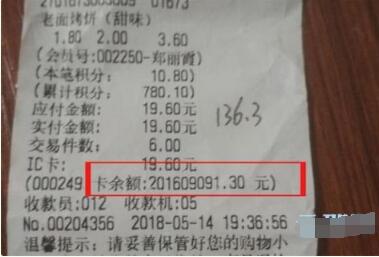 老面烤饼（甜味）
1.80 2.00 3.60
(会员号:002250-郑丽霞)
(本笔积分: 10.80)
(累计积分: 780.10)
应付金额: 19.60元
136.3
实付金额: 19.60元
交易件数: 6.00
IC卡: 19.60元
(000249 卡余额:201609091.30 元)
收款员:012 收款机:05
No.00204356 2018-05-14 19:36:56
温馨提示: 请妥善保管好您的购物小